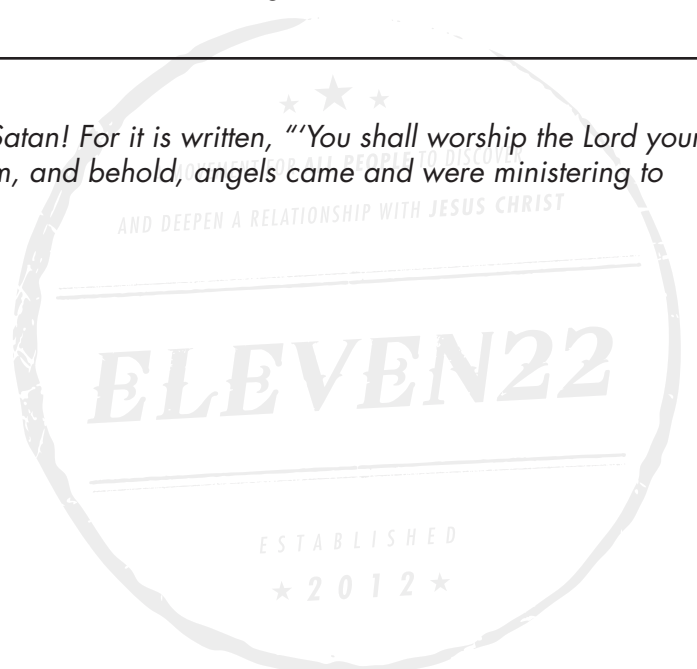 Satan! For it is written, “‘You shall worship the Lord your
m, and behold, angels came and were ministering to
MOVEMENT FOR ALL PEOPLE TO DISCOVER
AND DEEPEN A RELATIONSHIP WITH JESUS CHRIST
ELEVEN22
ESTABLISHED
★ 2012 ★